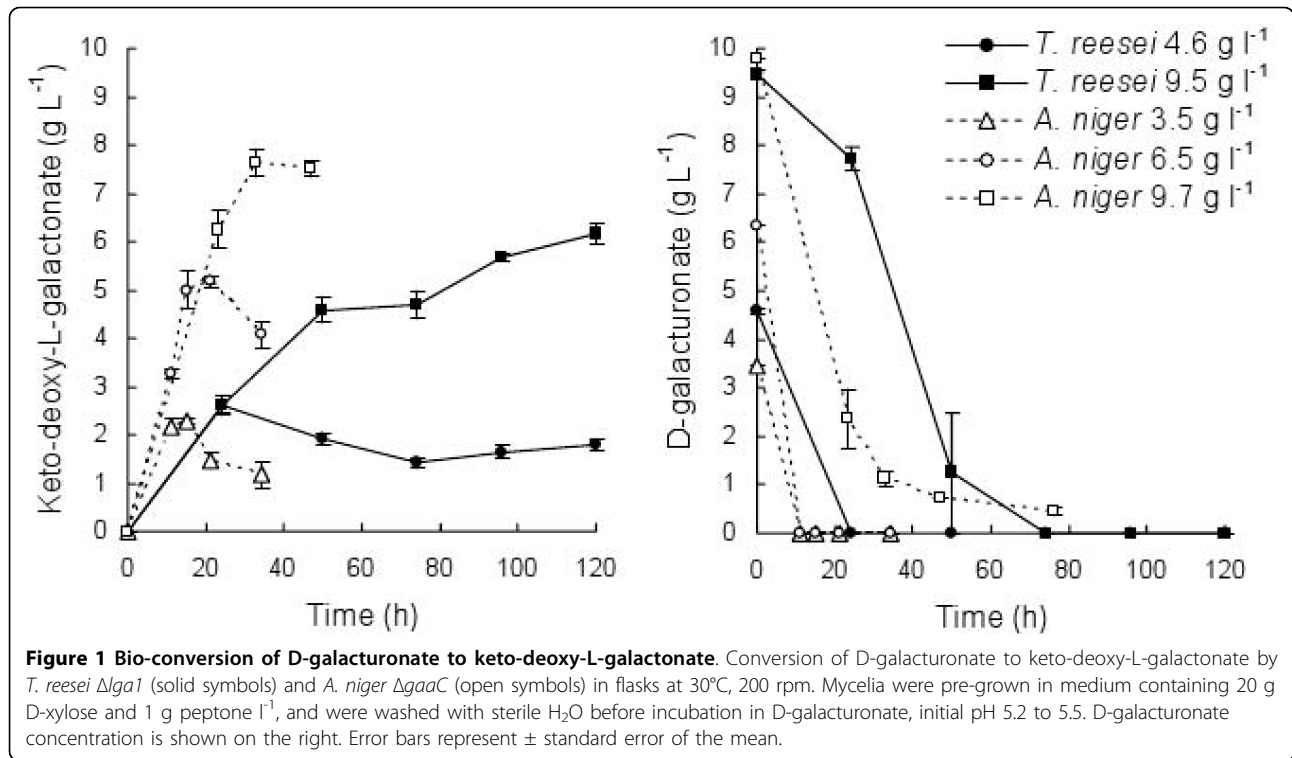 10
9
8
7
6
5
4
3
2
1
0
Keto-deoxy-L-galactonate (g L⁻¹)
0 20 40 60 80 100 120
Time (h)
10
9
8
7
6
5
4
3
2
1
0
D-galacturonate (g L⁻¹)
0 20 40 60 80 100 120
Time (h)
T. reesei 4.6 g l⁻¹
T. reesei 9.5 g l⁻¹
A. niger 3.5 g l⁻¹
A. niger 6.5 g l⁻¹
A. niger 9.7 g l⁻¹
Figure 1 Bio-conversion of D-galacturonate to keto-deoxy-L-galactonate. Conversion of D-galacturonate to keto-deoxy-L-galactonate by
T. reesei Δlga1 (solid symbols) and A. niger ΔgaaC (open symbols) in flasks at 30°C, 200 rpm. Mycelia were pre-grown in medium containing 20 g
D-xylose and 1 g peptone l⁻¹, and were washed with sterile H₂O before incubation in D-galacturonate, initial pH 5.2 to 5.5. D-galacturonate
concentration is shown on the right. Error bars represent ± standard error of the mean.